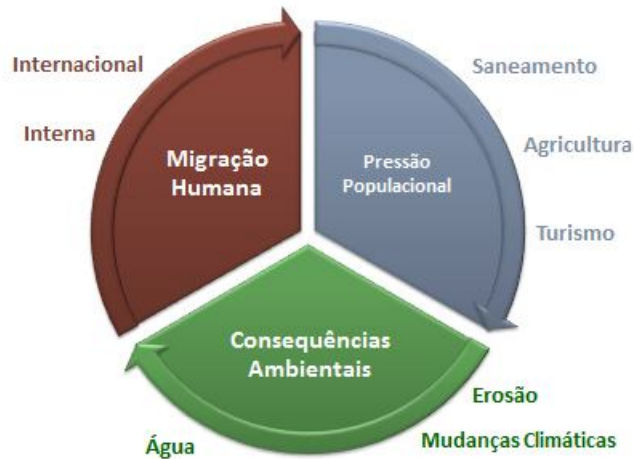 Internacional
Interna
Migração
Humana
Saneamento
Agricultura
Turismo
Pressão
Populacional
Consequências
Ambientais
Erosão
Mudanças Climáticas
Água